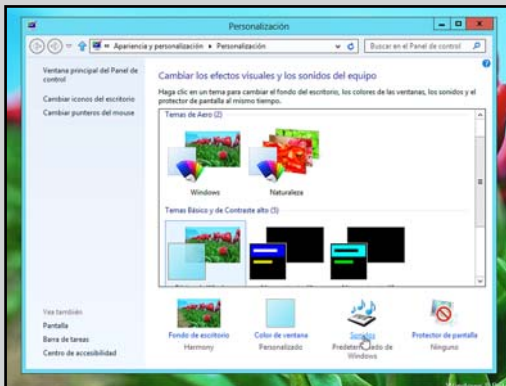 Personalización
Apariencia y personalización ▸ Personalización
Buscar en el Panel de control
Ventana principal del Panel de
control
Cambiar iconos del escritorio
Cambiar punteros del mouse
Cambiar los efectos visuales y los sonidos del equipo
Haga clic en un tema para cambiar el fondo del escritorio, los colores de las ventanas, los sonidos y el
protector de pantalla al mismo tiempo.
Temas de Aero (2)
Windows
Naturaleza
Temas Básico y de Contraste alto (5)
Vea también
Pantalla
Barra de tareas
Centro de accesibilidad
Fondo de escritorio
Harmony
Color de ventana
Personalizado
Sonidos
Predeterminado de
Windows
Protector de pantalla
Ninguno